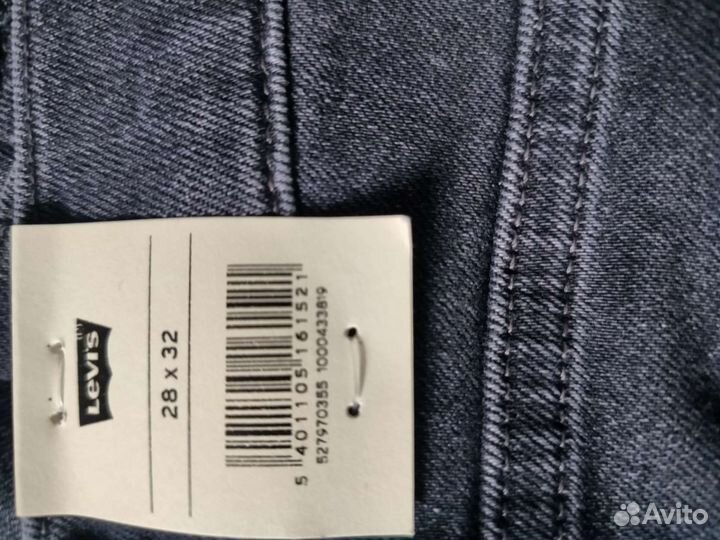 Levi's
28 x 32
5 401105 161521
527970355 1000433819
Avito